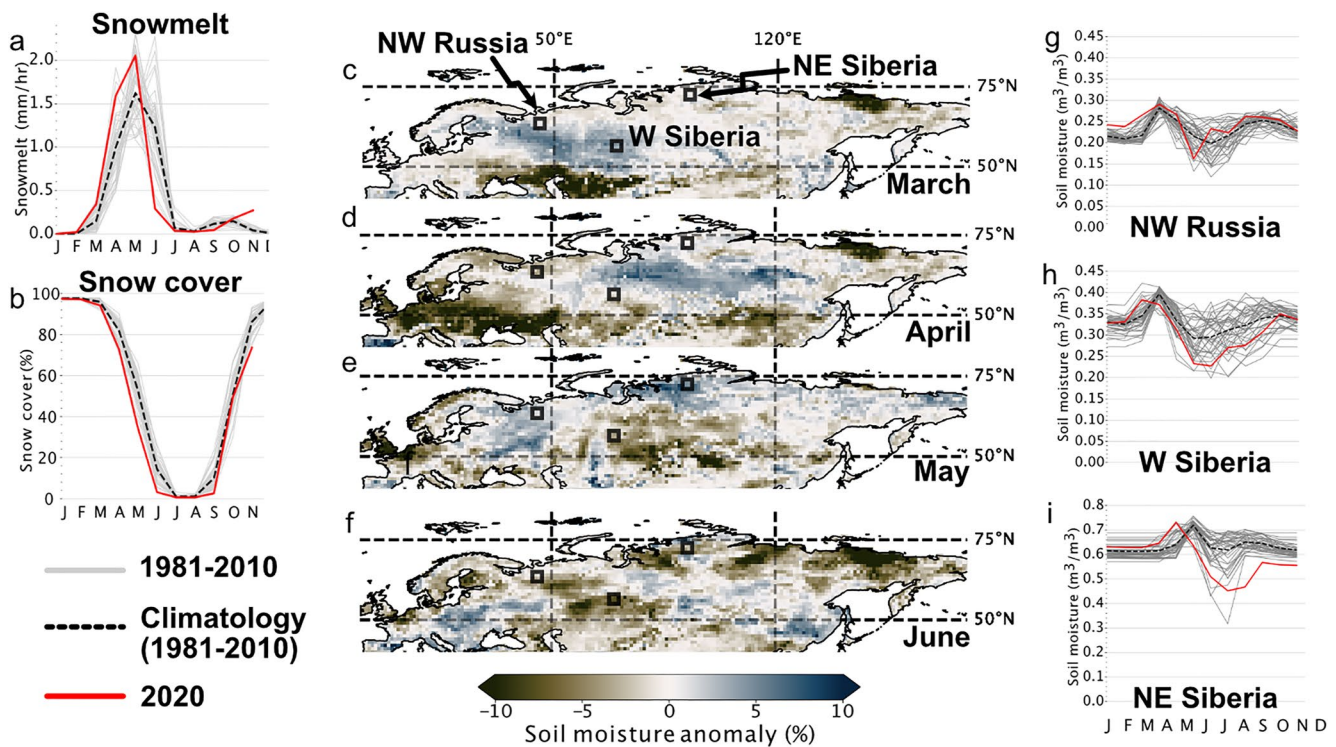 a
Snowmelt
Snowmelt (mm/hr)
2.0
1.5
1.0
0.5
0.0
J F M A M J J A S O N D
b
Snow cover
Snow cover (%)
100
80
60
40
20
0
J F M A M J J A S O N
1981-2010
Climatology
(1981-2010)
2020
NW Russia
50°E
120°E
NE Siberia
c
75°N
W Siberia
50°N
March
d
75°N
50°N
April
e
75°N
50°N
May
f
75°N
50°N
June
−10 −5 0 5 10
Soil moisture anomaly (%)
g
Soil moisture (m³/m³)
0.45
0.40
0.35
0.30
0.25
0.20
0.15
0.10
0.05
0.00
NW Russia
h
Soil moisture (m³/m³)
0.45
0.40
0.35
0.30
0.25
0.20
0.15
0.10
0.05
0.00
W Siberia
i
Soil moisture (m³/m³)
0.8
0.7
0.6
0.5
0.4
0.3
0.2
0.1
0.0
NE Siberia
J F M A M J J A S O N D